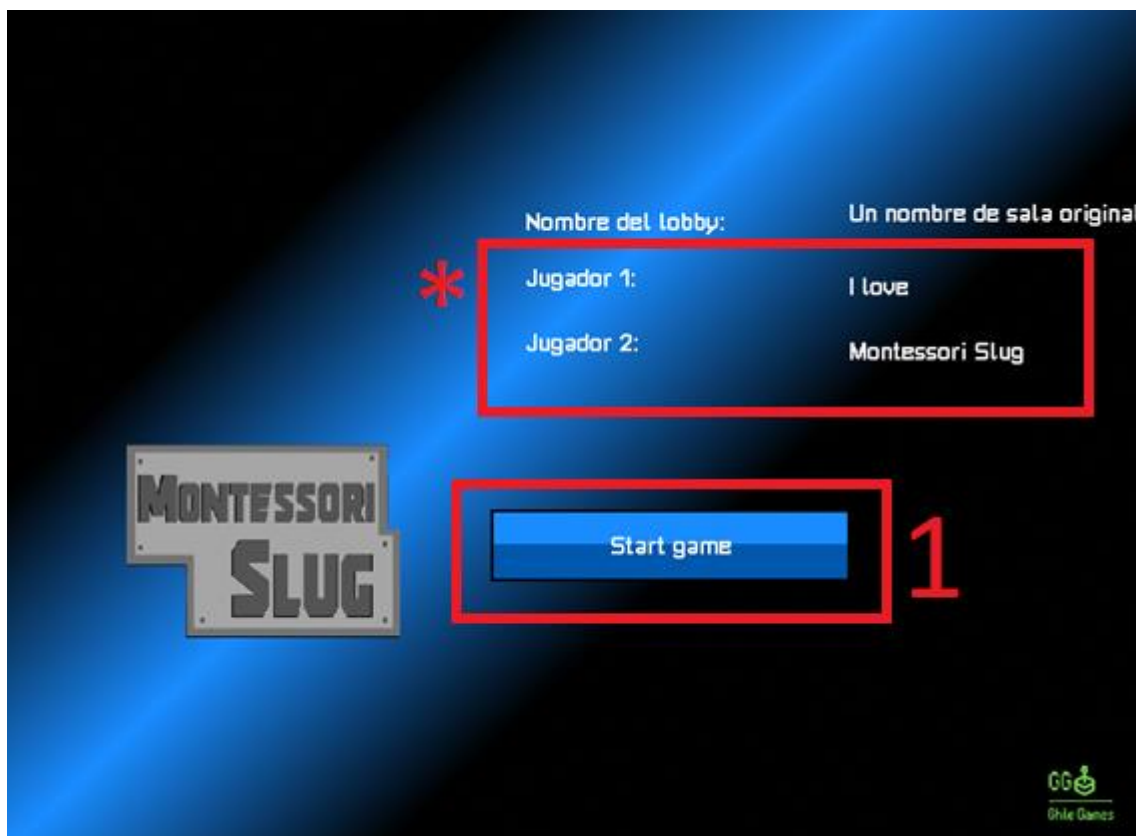 Nombre del lobby: Un nombre de sala original
* Jugador 1: I love
Jugador 2: Montessori Slug
MONTESSORI
SLUG
Start game 1
GG
Ghile Games